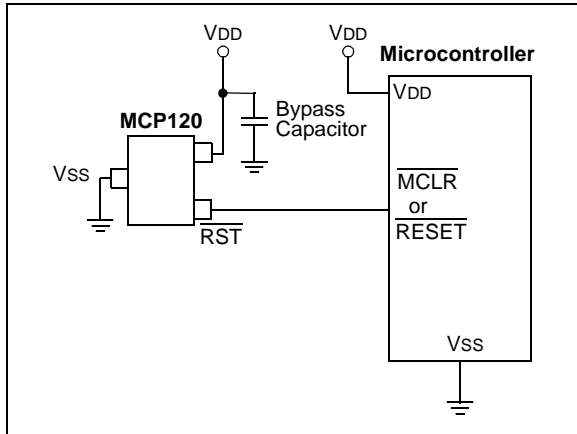 VDD
VDD
Microcontroller
VDD
Bypass
Capacitor
MCP120
VSS
MCLR
or
RESET
RST
VSS